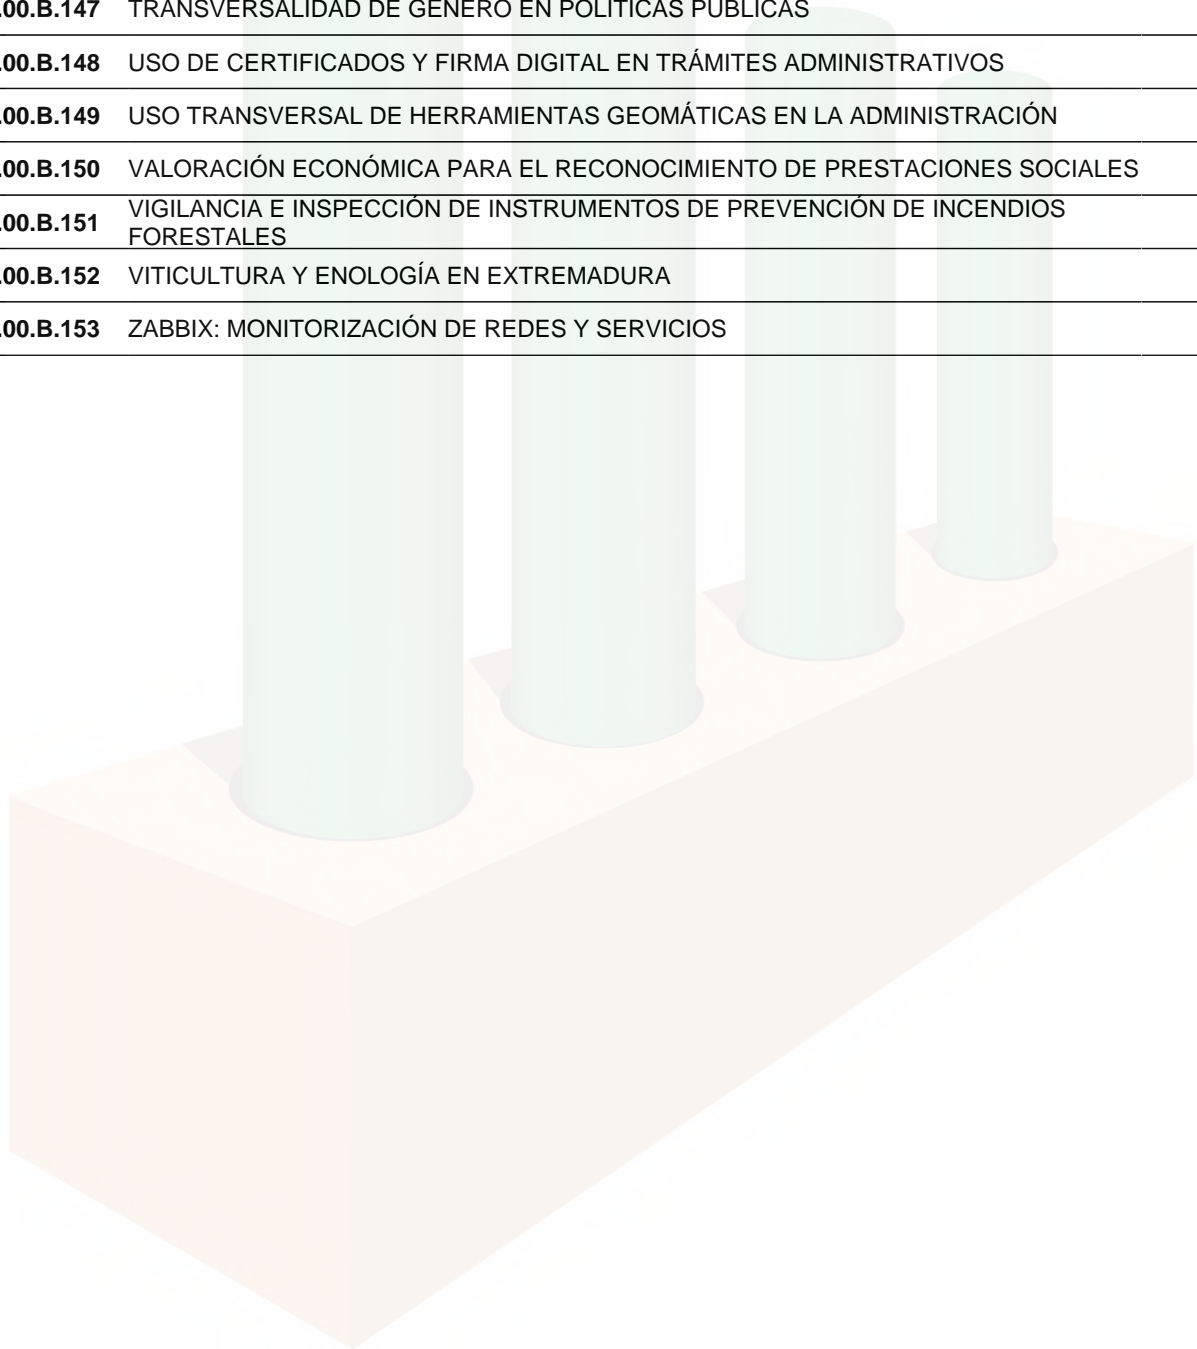 .00.B.147 TRANSVERSALIDAD DE GÉNERO EN POLÍTICAS PÚBLICAS
.00.B.148 USO DE CERTIFICADOS Y FIRMA DIGITAL EN TRÁMITES ADMINISTRATIVOS
.00.B.149 USO TRANSVERSAL DE HERRAMIENTAS GEOMÁTICAS EN LA ADMINISTRACIÓN
.00.B.150 VALORACIÓN ECONÓMICA PARA EL RECONOCIMIENTO DE PRESTACIONES SOCIALES
.00.B.151 VIGILANCIA E INSPECCIÓN DE INSTRUMENTOS DE PREVENCIÓN DE INCENDIOS
FORESTALES
.00.B.152 VITICULTURA Y ENOLOGÍA EN EXTREMADURA
.00.B.153 ZABBIX: MONITORIZACIÓN DE REDES Y SERVICIOS